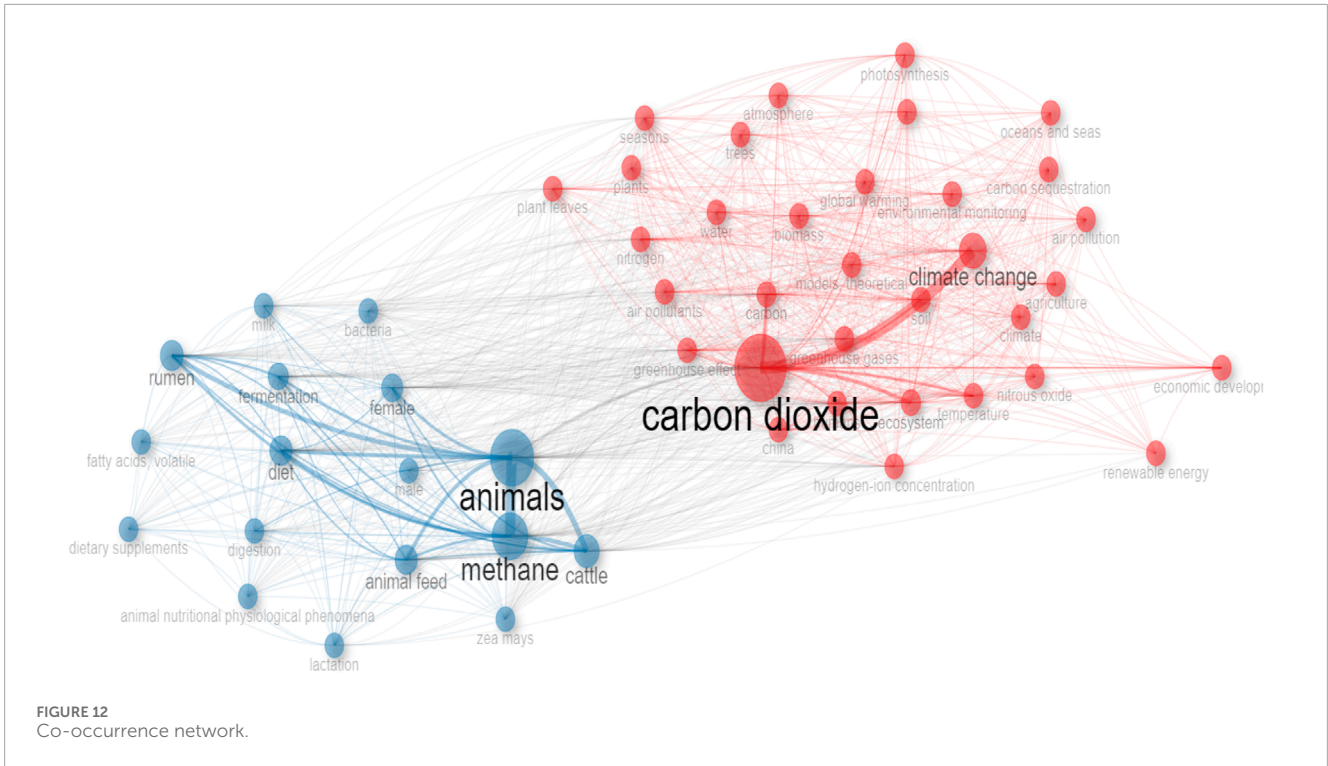 photosynthesis
atmosphere
seasons
oceans and seas
trees
plants
carbon sequestration
global warming
plant leaves
environmental monitoring
water
biomass
air pollution
nitrogen
climate change
models, theoretical
air pollutants
carbon
agriculture
soil
milk
bacteria
climate
greenhouse gases
greenhouse effect
rumen
economic develop
fermentation
nitrous oxide
female
carbon dioxide
temperature
ecosystem
china
fatty acids, volatile
diet
male
renewable energy
hydrogen-ion concentration
animals
dietary supplements
digestion
methane
cattle
animal feed
animal nutritional physiological phenomena
zea mays
lactation
FIGURE 12
Co-occurrence network.